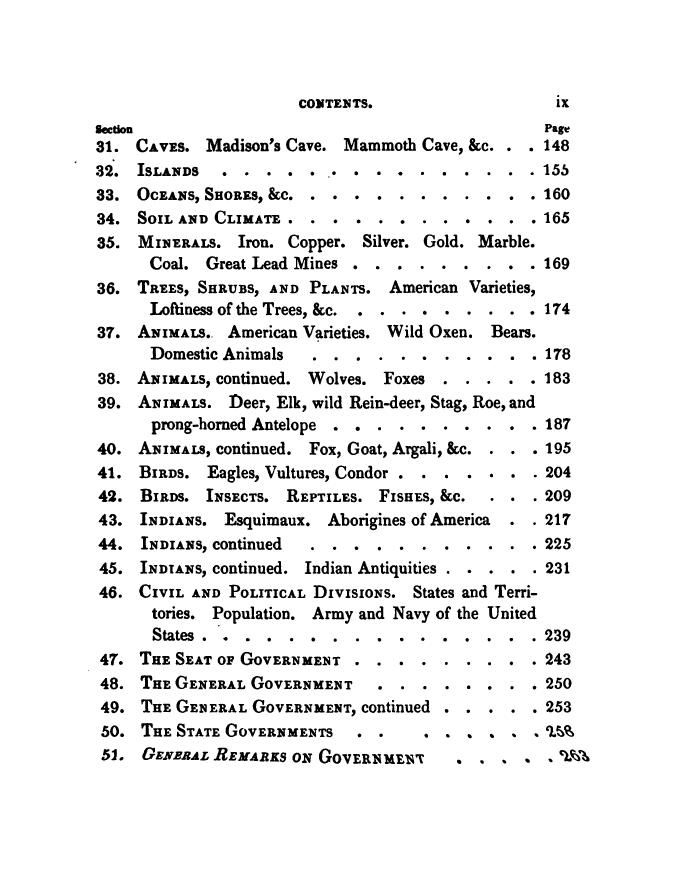 CONTENTS. ix
Section Page
31. CAVES. Madison's Cave. Mammoth Cave, &c. . . 148
32. ISLANDS . . . . . . . . . . . . . . 155
33. OCEANS, SHORES, &c. . . . . . . . . . . . 160
34. SOIL AND CLIMATE . . . . . . . . . . . . 165
35. MINERALS. Iron. Copper. Silver. Gold. Marble.
Coal. Great Lead Mines . . . . . . . . . 169
36. TREES, SHRUBS, AND PLANTS. American Varieties,
Loftiness of the Trees, &c. . . . . . . . . . 174
37. ANIMALS. American Varieties. Wild Oxen. Bears.
Domestic Animals . . . . . . . . . . . 178
38. ANIMALS, continued. Wolves. Foxes . . . . . 183
39. ANIMALS. Deer, Elk, wild Rein-deer, Stag, Roe, and
prong-horned Antelope . . . . . . . . . . 187
40. ANIMALS, continued. Fox, Goat, Argali, &c. . . . 195
41. BIRDS. Eagles, Vultures, Condor . . . . . . . 204
42. BIRDS. INSECTS. REPTILES. FISHES, &c. . . . 209
43. INDIANS. Esquimaux. Aborigines of America . . 217
44. INDIANS, continued . . . . . . . . . . . 225
45. INDIANS, continued. Indian Antiquities . . . . . 231
46. CIVIL AND POLITICAL DIVISIONS. States and Terri-
tories. Population. Army and Navy of the United
States . . . . . . . . . . . . . . . . 239
47. THE SEAT OF GOVERNMENT . . . . . . . . . 243
48. THE GENERAL GOVERNMENT . . . . . . . . 250
49. THE GENERAL GOVERNMENT, continued . . . . . 253
50. THE STATE GOVERNMENTS . . . . . . . . 258
51. GENERAL REMARKS ON GOVERNMENT . . . . . 263